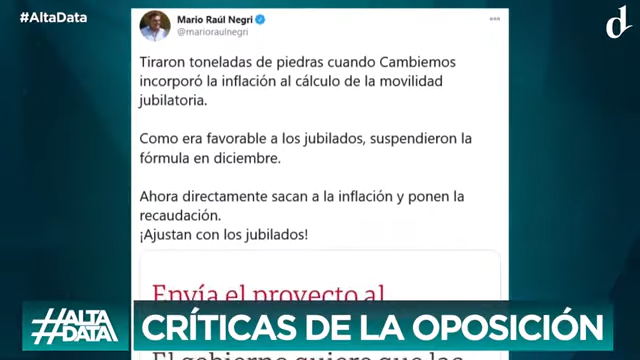 #AltaData
d
Mario Raúl Negri
@marioraulnegri
Tiraron toneladas de piedras cuando Cambiemos
incorporó la inflación al cálculo de la movilidad
jubilatoria.
Como era favorable a los jubilados, suspendieron la
fórmula en diciembre.
Ahora directamente sacan a la inflación y ponen la
recaudación.
¡Ajustan con los jubilados!
Envía el proyecto al
#ALTA
DATA
CRÍTICAS DE LA OPOSICIÓN
El gobierno quiere que las